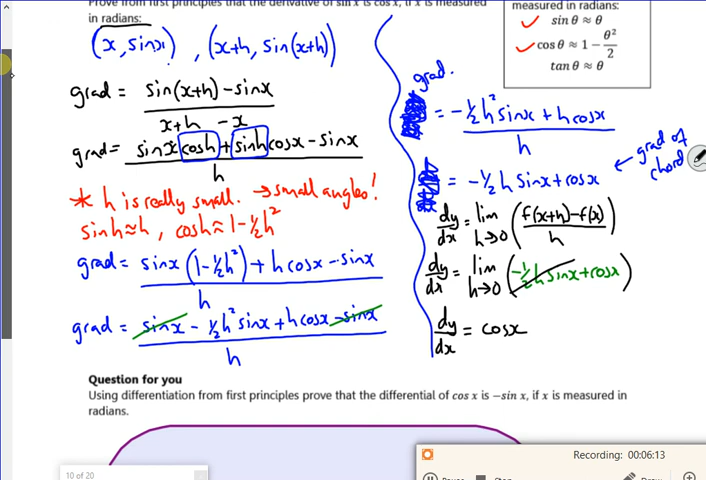 Prove from first principles that the derivative of sin x is cos x, if x is measured
in radians:
(x, sinx), (x+h, sin(x+h))
grad = sin(x+h) - sinx / x+h - x
grad = sinx cosh + sinh cosx - sinx / h
* h is really small. → small angles!
sinh ≈ h, cosh ≈ 1 - ½h²
grad = sinx (1 - ½h²) + h cosx - sinx / h
grad = sinx - ½h² sinx + h cosx - sinx / h
measured in radians:
✓ sin θ ≈ θ
✓ cos θ ≈ 1 - θ²/2
tan θ ≈ θ
grad.
= -½h² sinx + h cosx / h
= -½h sinx + cosx
← grad of
chord
dy/dx = lim h→0 (f(x+h) - f(x) / h)
dy/dx = lim h→0 (-½h sinx + cosx)
dy/dx = cosx
Question for you
Using differentiation from first principles prove that the differential of cos x is −sin x, if x is measured in
radians.
10 of 20
Recording: 00:06:13